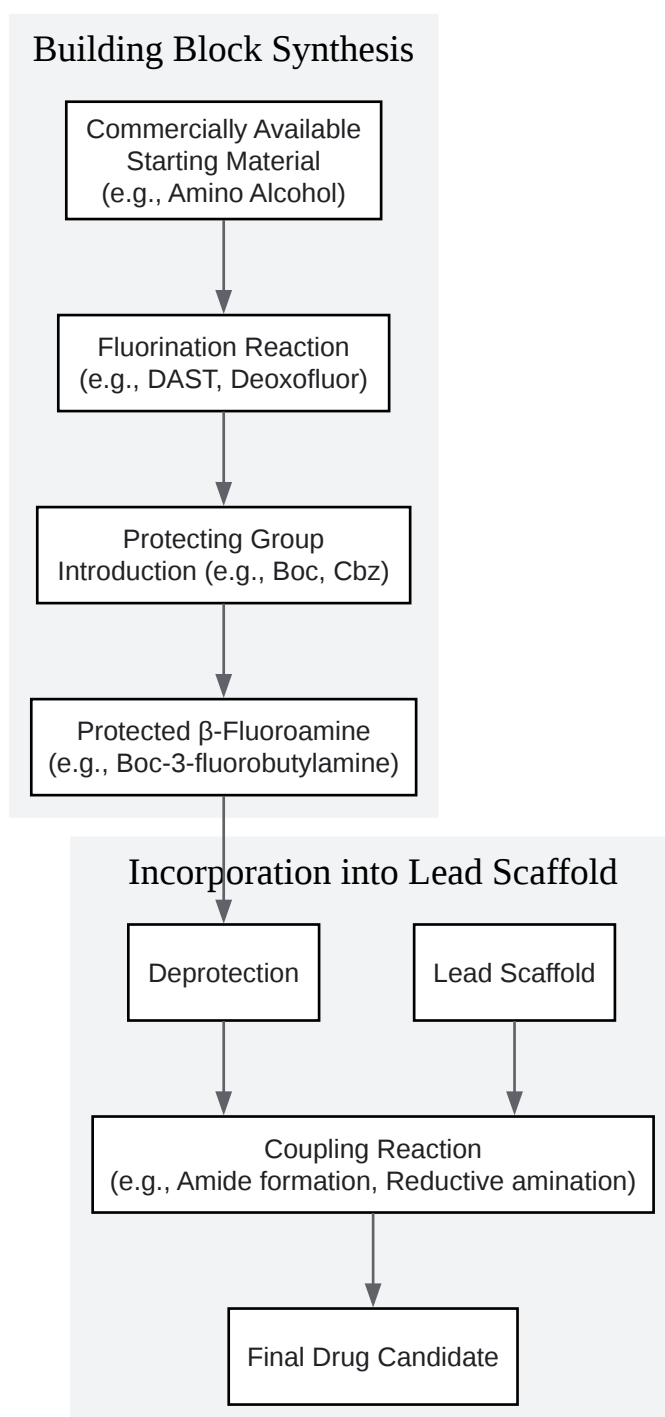 Building Block Synthesis
Commercially Available
Starting Material
(e.g., Amino Alcohol)
Fluorination Reaction
(e.g., DAST, Deoxofluor)
Protecting Group
Introduction (e.g., Boc, Cbz)
Protected β-Fluoroamine
(e.g., Boc-3-fluorobutylamine)
Incorporation into Lead Scaffold
Deprotection
Lead Scaffold
Coupling Reaction
(e.g., Amide formation, Reductive amination)
Final Drug Candidate